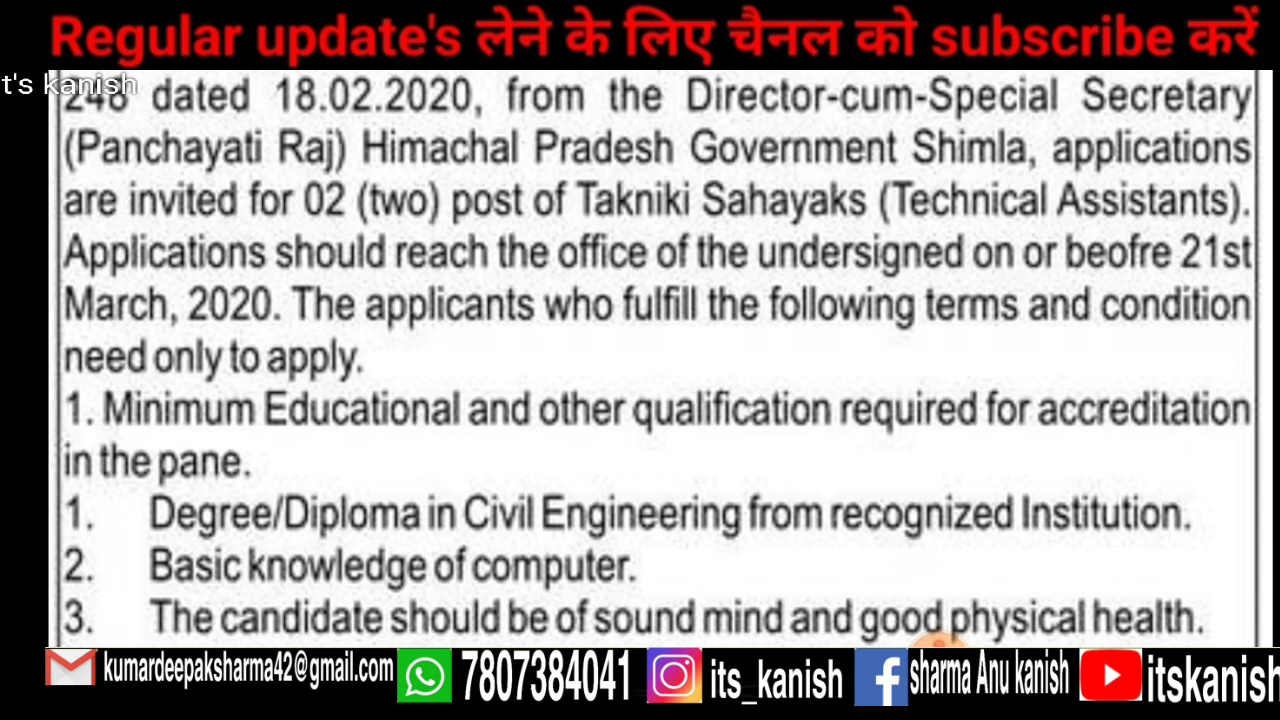 Regular update's लेने के लिए चैनल को subscribe करें
t's kanish
248 dated 18.02.2020, from the Director-cum-Special Secretary
(Panchayati Raj) Himachal Pradesh Government Shimla, applications
are invited for 02 (two) post of Takniki Sahayaks (Technical Assistants).
Applications should reach the office of the undersigned on or beofre 21st
March, 2020. The applicants who fulfill the following terms and condition
need only to apply.
1. Minimum Educational and other qualification required for accreditation
in the pane.
1. Degree/Diploma in Civil Engineering from recognized Institution.
2. Basic knowledge of computer.
3. The candidate should be of sound mind and good physical health.
kumardeepaksharma42@gmail.com 7807384041 its_kanish sharma Anu kanish itskanish